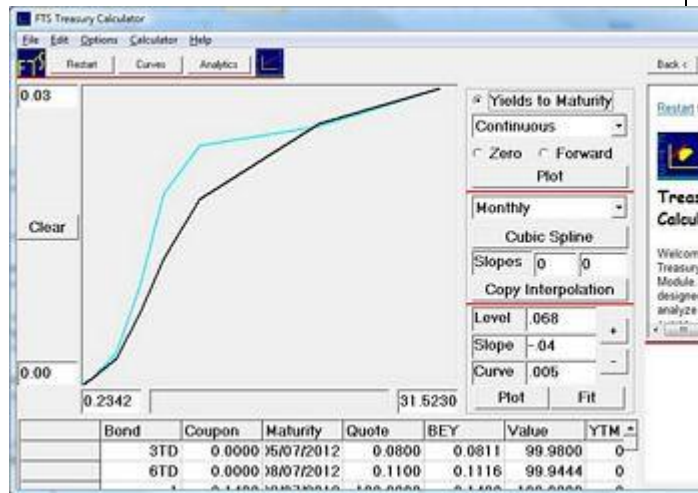 FTS Treasury Calculator
File Edit Options Calculator Help
FTS Restart Curves Analytics
Back <
0.03
Yields to Maturity
Restart
Continuous
Zero Forward
Plot
Monthly
Treas
Calcul
Clear
Cubic Spline
Slopes 0 0
Copy Interpolation
Welcom
Treasury
Module.
designe
analyze
Level .068
+
Slope -.04
-
Curve .005
0.00
Plot Fit
0.2342 31.5230
Bond Coupon Maturity Quote BEY Value YTM
3TD 0.0000 05/07/2012 0.0800 0.0811 99.9800 0
6TD 0.0000 08/07/2012 0.1100 0.1116 99.9444 0